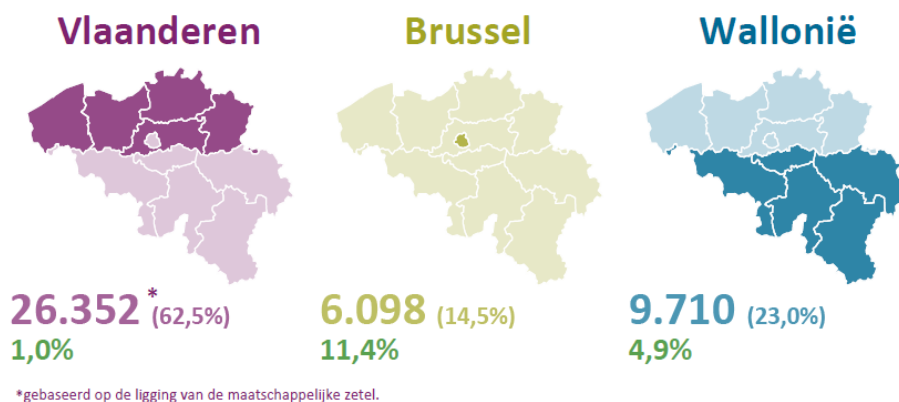 Vlaanderen
Brussel
Wallonië
26.352 * (62,5%)
1,0%
6.098 (14,5%)
11,4%
9.710 (23,0%)
4,9%
*gebaseerd op de ligging van de maatschappelijke zetel.